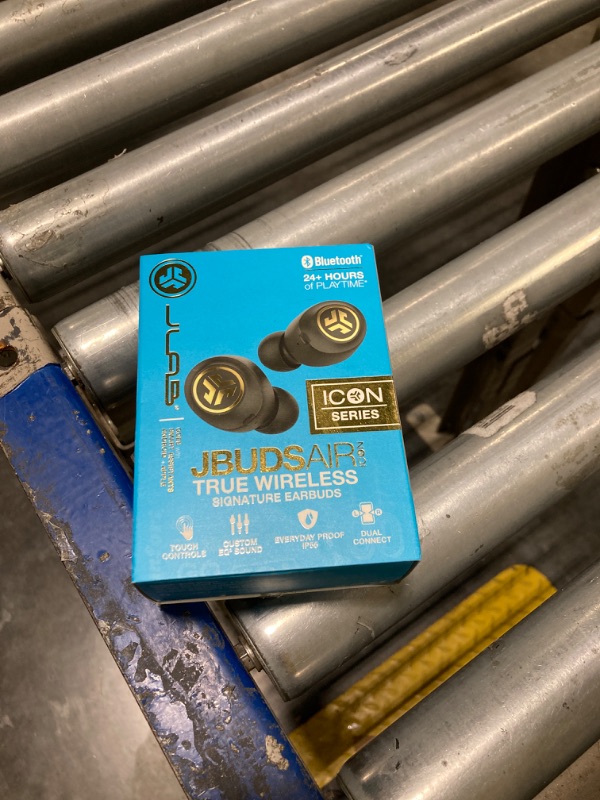 Bluetooth®
24+ HOURS
of PLAYTIME*
JLAB®
ICON
SERIES
JBUDSAIR
TRUE WIRELESS
SIGNATURE EARBUDS
TOUCH
CONTROLS
CUSTOM
EQ3 SOUND
EVERYDAY PROOF
IP55
DUAL
CONNECT
L
R